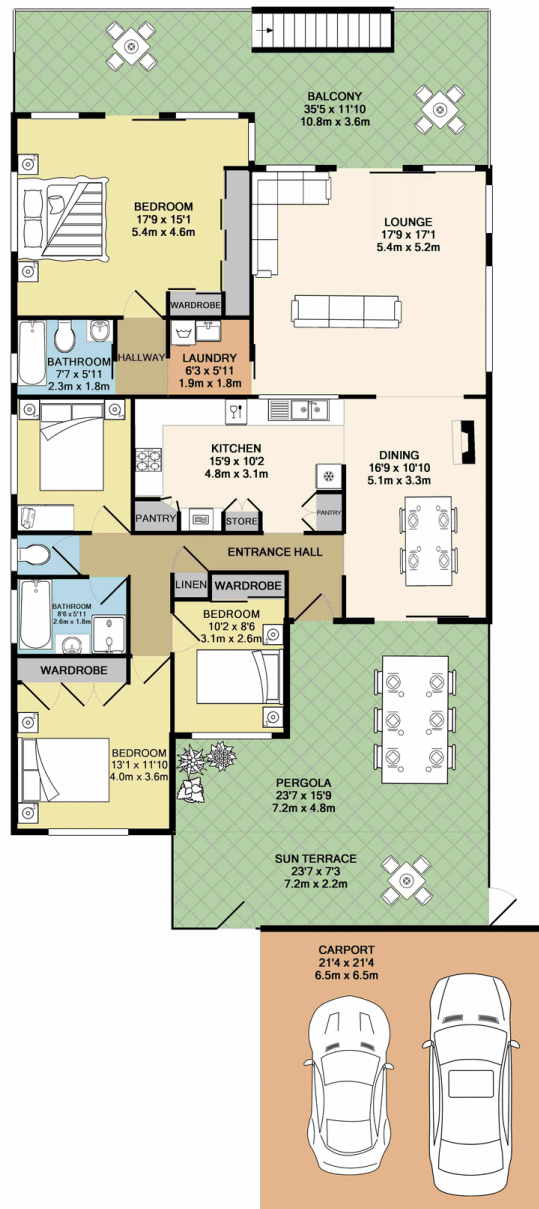 BALCONY
35'5 x 11'10
10.8m x 3.6m
BEDROOM
17'9 x 15'1
5.4m x 4.6m
LOUNGE
17'9 x 17'1
5.4m x 5.2m
WARDROBE
BATHROOM
7'7 x 5'11
2.3m x 1.8m
HALLWAY
LAUNDRY
6'3 x 5'11
1.9m x 1.8m
KITCHEN
15'9 x 10'2
4.8m x 3.1m
DINING
16'9 x 10'10
5.1m x 3.3m
PANTRY
STORE
PANTRY
ENTRANCE HALL
LINEN
WARDROBE
BATHROOM
8'6 x 5'11
2.6m x 1.8m
BEDROOM
10'2 x 8'6
3.1m x 2.6m
WARDROBE
BEDROOM
13'1 x 11'10
4.0m x 3.6m
PERGOLA
23'7 x 15'9
7.2m x 4.8m
SUN TERRACE
23'7 x 7'3
7.2m x 2.2m
CARPORT
21'4 x 21'4
6.5m x 6.5m